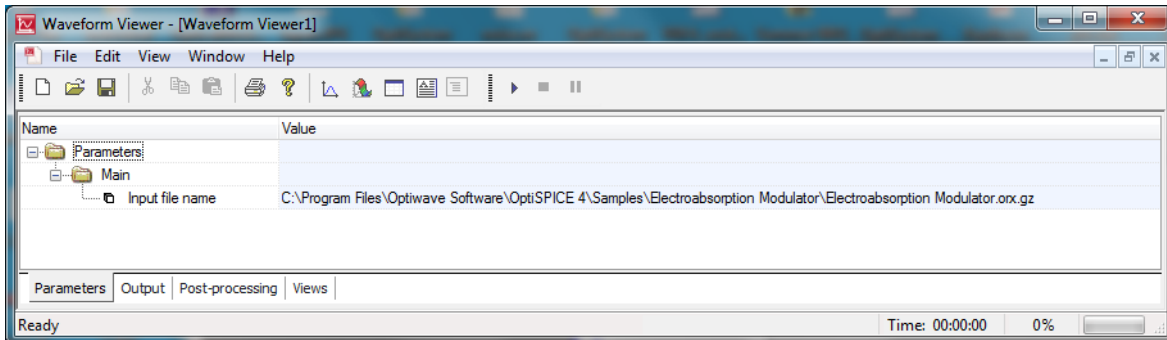 Waveform Viewer - [Waveform Viewer1]
File Edit View Window Help
Name Value
Parameters
Main
Input file name C:\Program Files\Optiwave Software\OptiSPICE 4\Samples\Electroabsorption Modulator\Electroabsorption Modulator.orx.gz
Parameters Output Post-processing Views
Ready Time: 00:00:00 0%